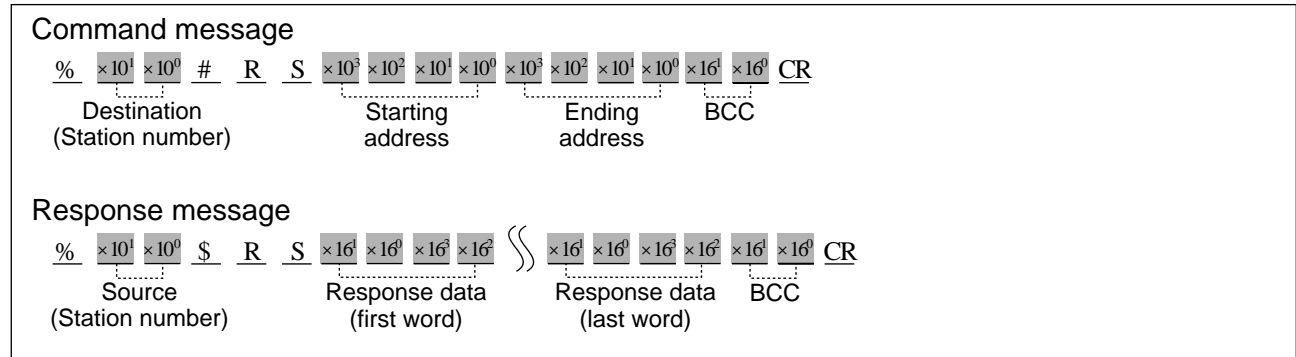 Command message
% ×10¹ ×10⁰ # R S ×10³ ×10² ×10¹ ×10⁰ ×10³ ×10² ×10¹ ×10⁰ ×16¹ ×16⁰ CR
Destination (Station number)
Starting address
Ending address
BCC
Response message
% ×10¹ ×10⁰ $ R S ×16¹ ×16⁰ ×16³ ×16² ×16¹ ×16⁰ ×16³ ×16² ×16¹ ×16⁰ CR
Source (Station number)
Response data (first word)
Response data (last word)
BCC